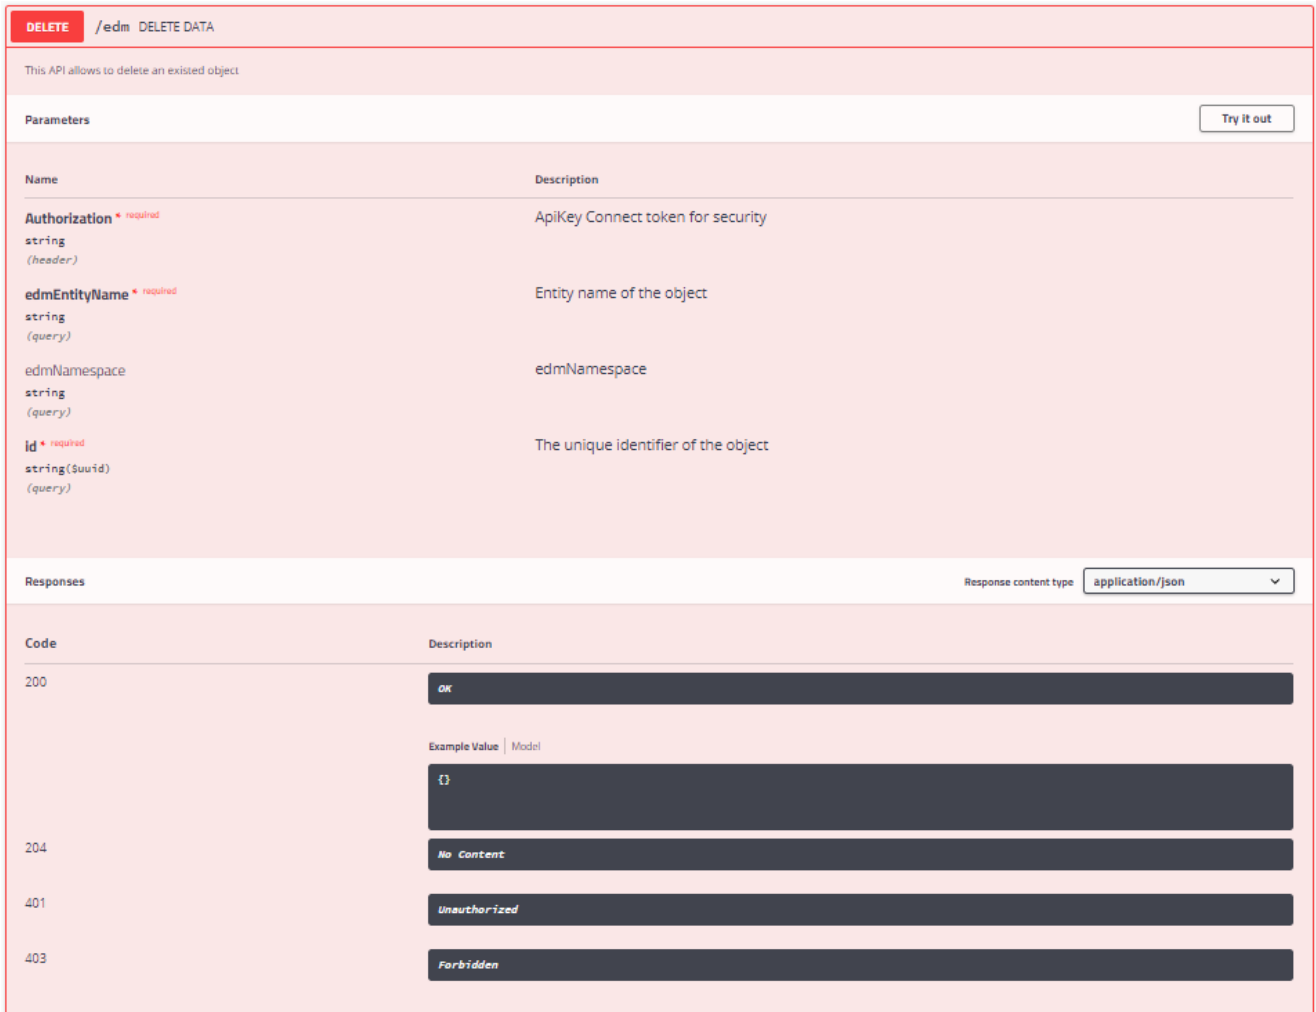 DELETE /edm DELETE DATA
This API allows to delete an existed object
Parameters Try it out
Name Description
Authorization * required ApiKey Connect token for security
string
(header)
edmEntityName * required Entity name of the object
string
(query)
edmNamespace edmNamespace
string
(query)
id * required The unique identifier of the object
string($uuid)
(query)
Responses Response content type application/json
Code Description
200 OK
Example Value Model
{}
204 No Content
401 Unauthorized
403 Forbidden